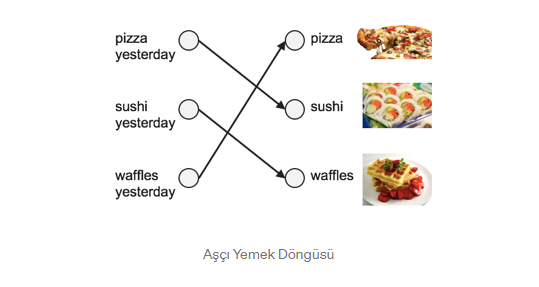 pizza
yesterday
pizza
sushi
yesterday
sushi
waffles
yesterday
waffles
Aşçı Yemek Döngüsü